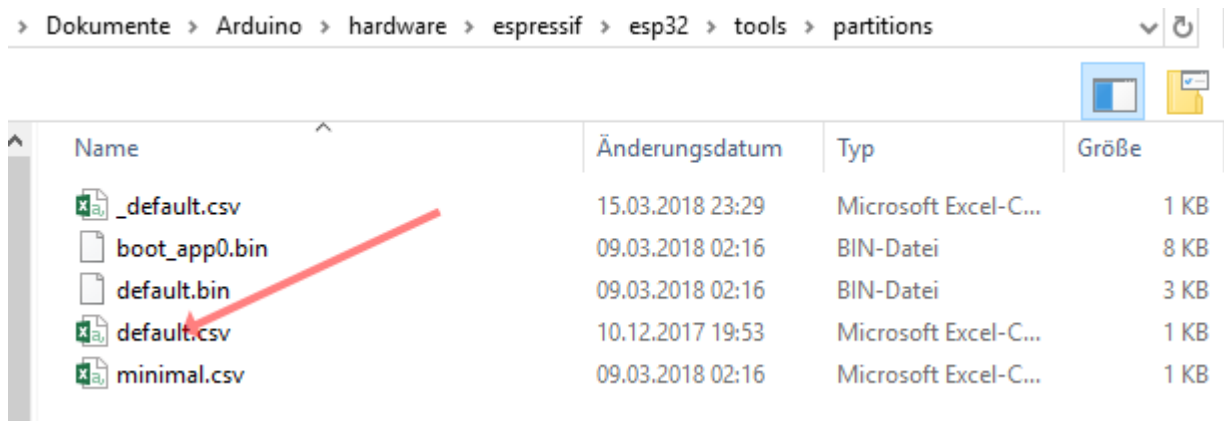 > Dokumente > Arduino > hardware > espressif > esp32 > tools > partitions
Name Änderungsdatum Typ Größe
_default.csv 15.03.2018 23:29 Microsoft Excel-C... 1 KB
boot_app0.bin 09.03.2018 02:16 BIN-Datei 8 KB
default.bin 09.03.2018 02:16 BIN-Datei 3 KB
default.csv 10.12.2017 19:53 Microsoft Excel-C... 1 KB
minimal.csv 09.03.2018 02:16 Microsoft Excel-C... 1 KB